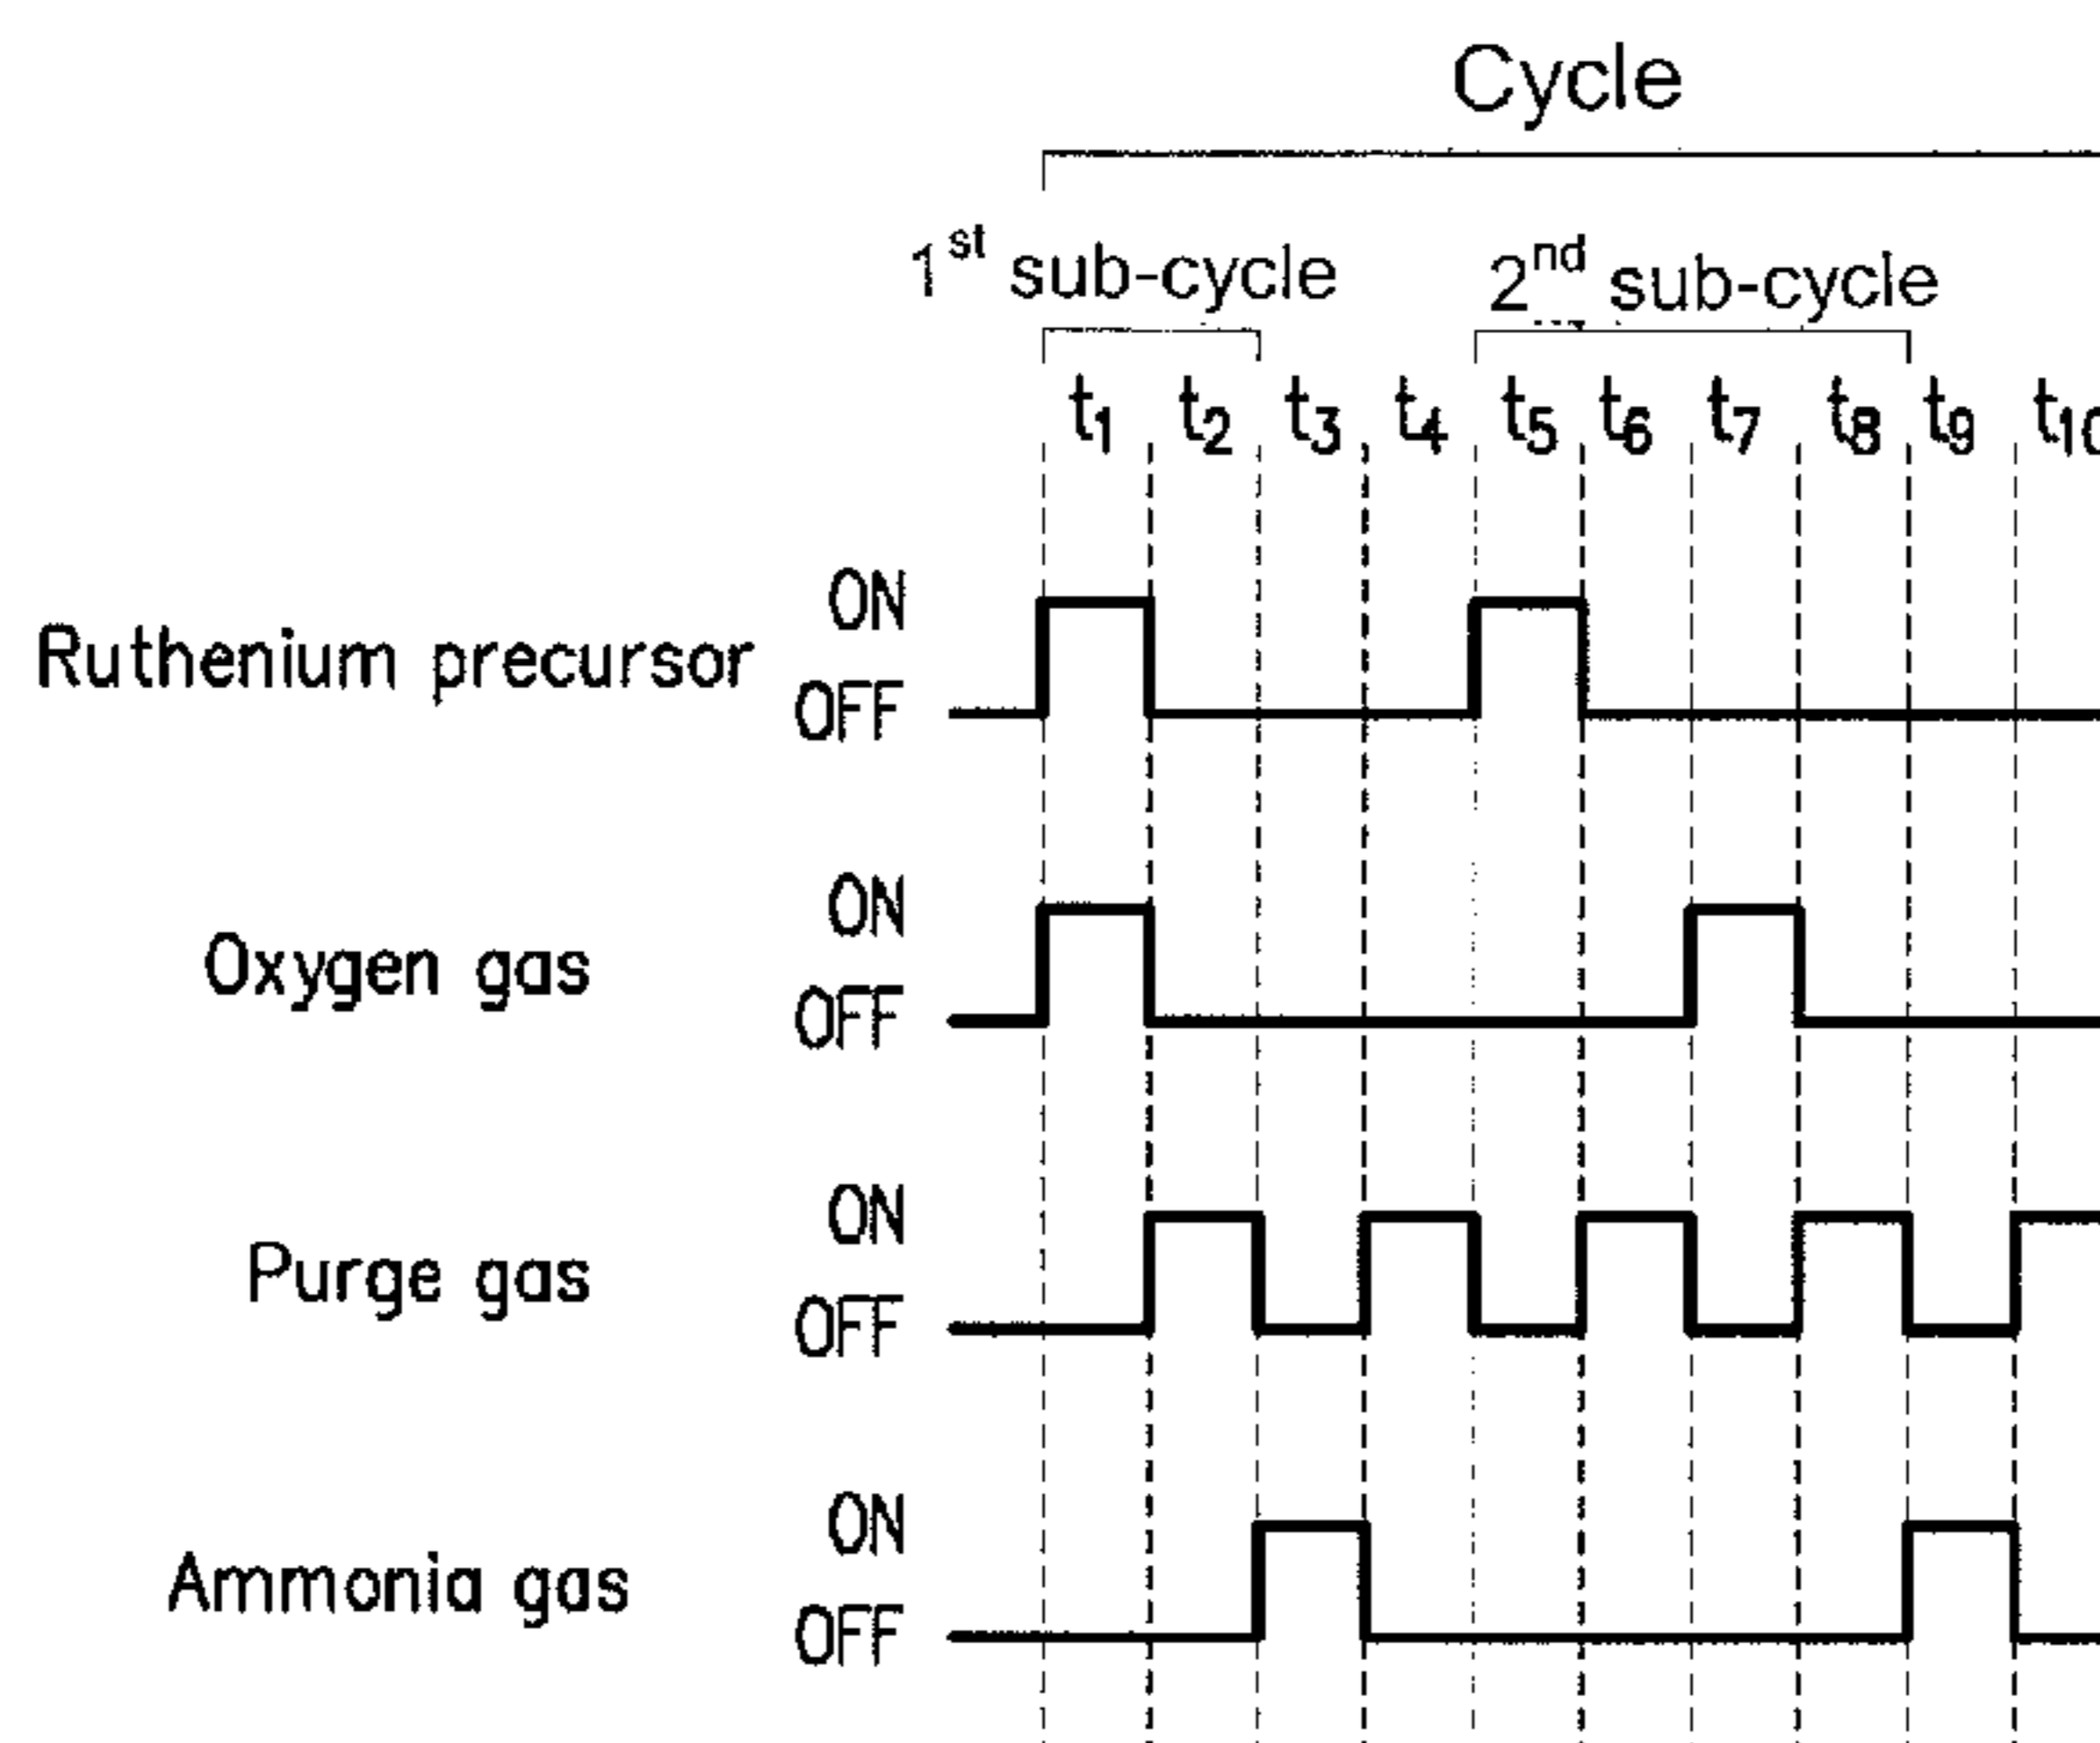 Cycle
1st sub-cycle 2nd sub-cycle
t1 t2 t3 t4 t5 t6 t7 t8 t9 t10
ON
Ruthenium precursor
OFF
ON
Oxygen gas
OFF
ON
Purge gas
OFF
ON
Ammonia gas
OFF